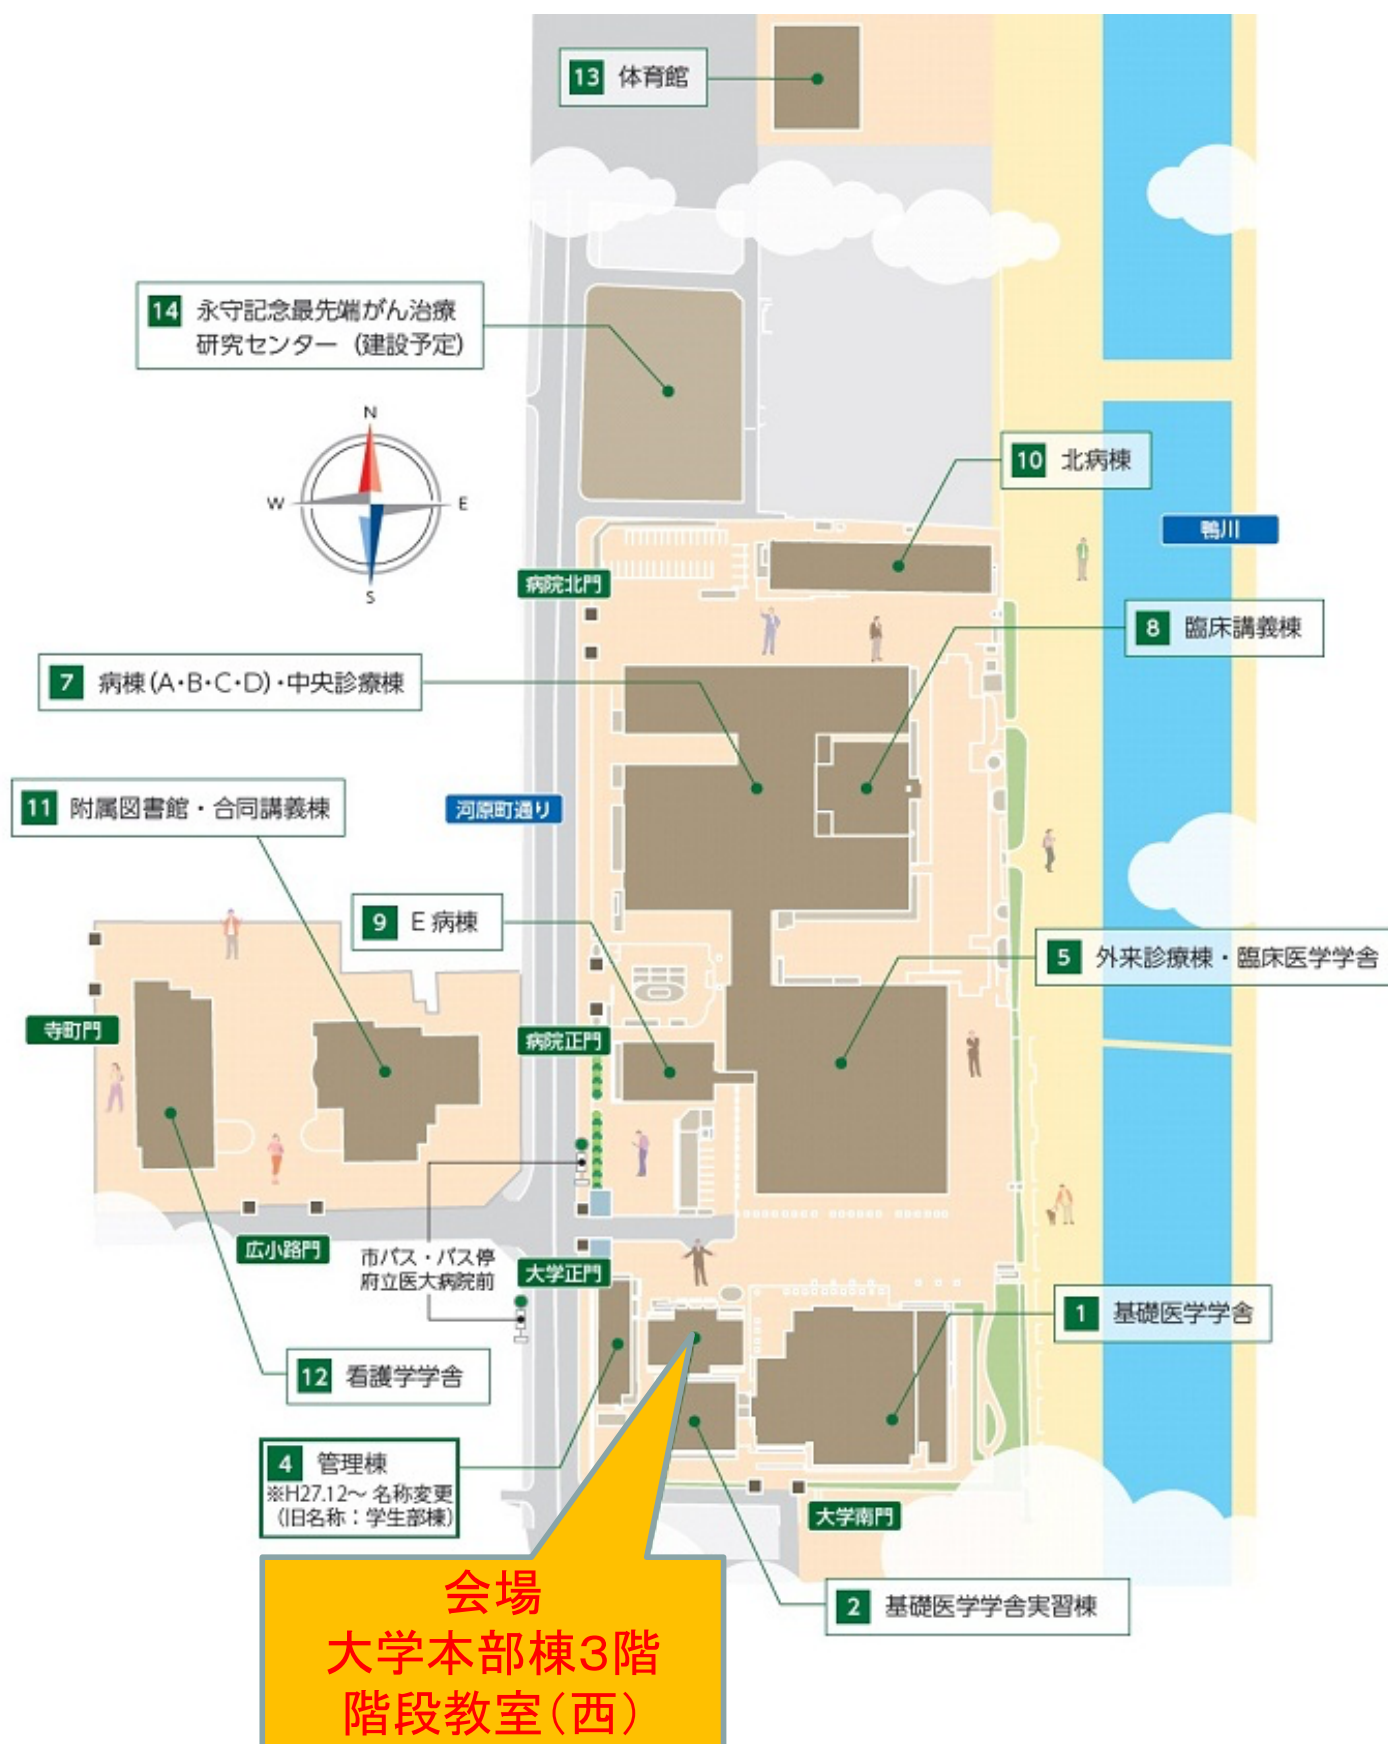 13 体育館
14 永守記念最先端がん治療
研究センター（建設予定）
N
W
E
S
10 北病棟
鴨川
病院北門
8 臨床講義棟
7 病棟（A・B・C・D）・中央診療棟
11 附属図書館・合同講義棟
河原町通り
9 E 病棟
5 外来診療棟・臨床医学学舎
寺町門
病院正門
広小路門
市バス・バス停
府立医大病院前
大学正門
1 基礎医学学舎
12 看護学学舎
4 管理棟
※H27.12～ 名称変更
（旧名称：学生部棟）
大学南門
2 基礎医学学舎実習棟
会場
大学本部棟３階
階段教室（西）